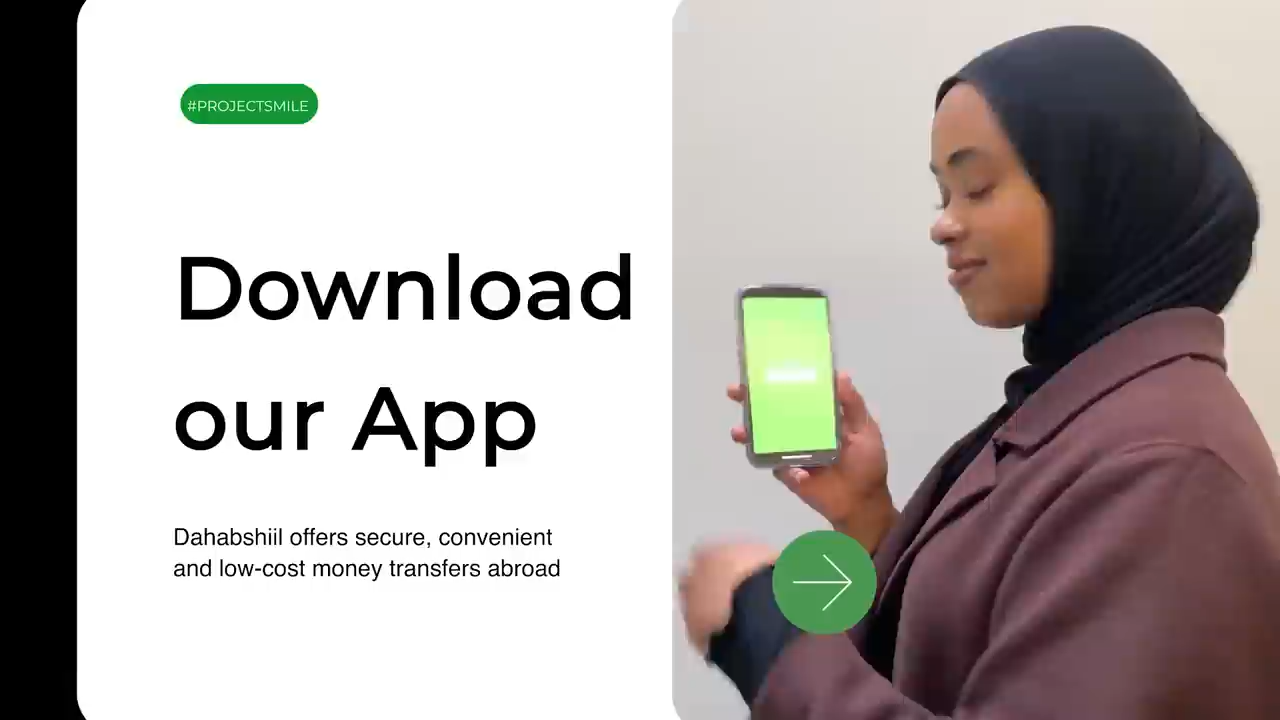 #PROJECTSMILE
Download
our App
Dahabshiil offers secure, convenient
and low-cost money transfers abroad